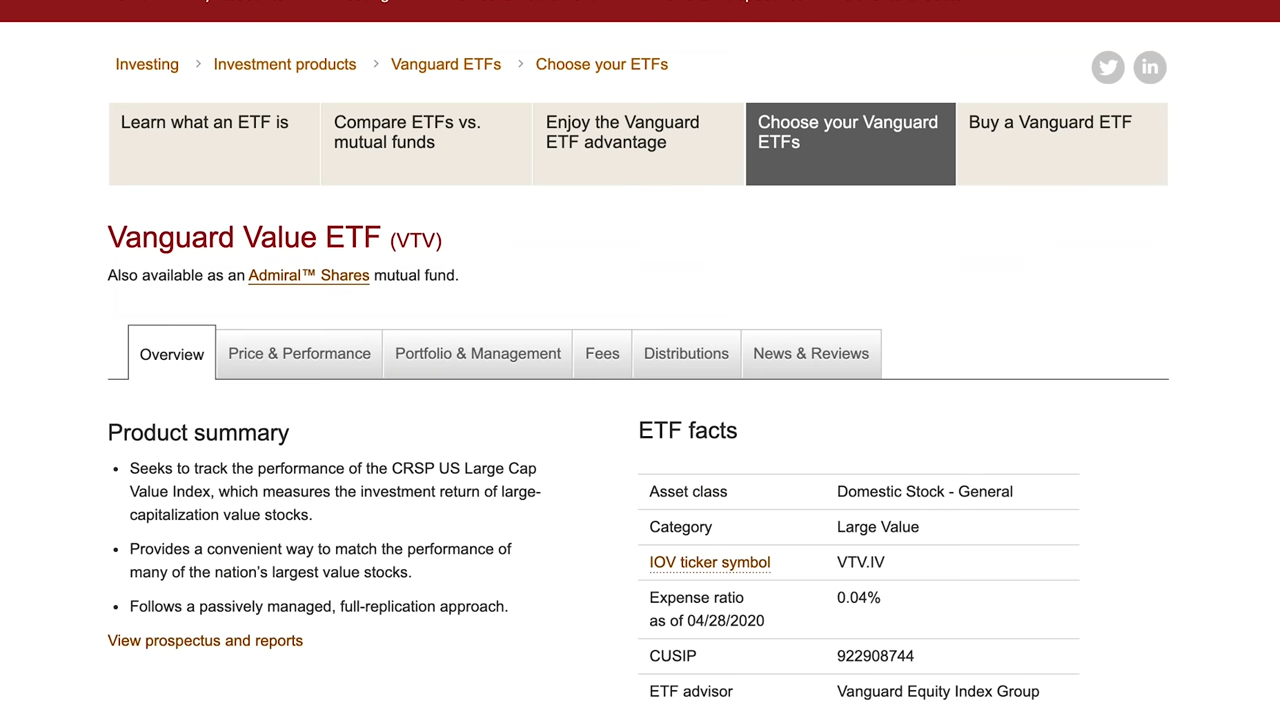 Investing > Investment products > Vanguard ETFs > Choose your ETFs
Learn what an ETF is
Compare ETFs vs.
mutual funds
Enjoy the Vanguard
ETF advantage
Choose your Vanguard
ETFs
Buy a Vanguard ETF
Vanguard Value ETF (VTV)
Also available as an Admiral™ Shares mutual fund.
Overview
Price & Performance
Portfolio & Management
Fees
Distributions
News & Reviews
Product summary
• Seeks to track the performance of the CRSP US Large Cap
Value Index, which measures the investment return of large-
capitalization value stocks.
• Provides a convenient way to match the performance of
many of the nation’s largest value stocks.
• Follows a passively managed, full-replication approach.
View prospectus and reports
ETF facts
Asset class Domestic Stock - General
Category Large Value
IOV ticker symbol VTV.IV
Expense ratio 0.04%
as of 04/28/2020
CUSIP 922908744
ETF advisor Vanguard Equity Index Group